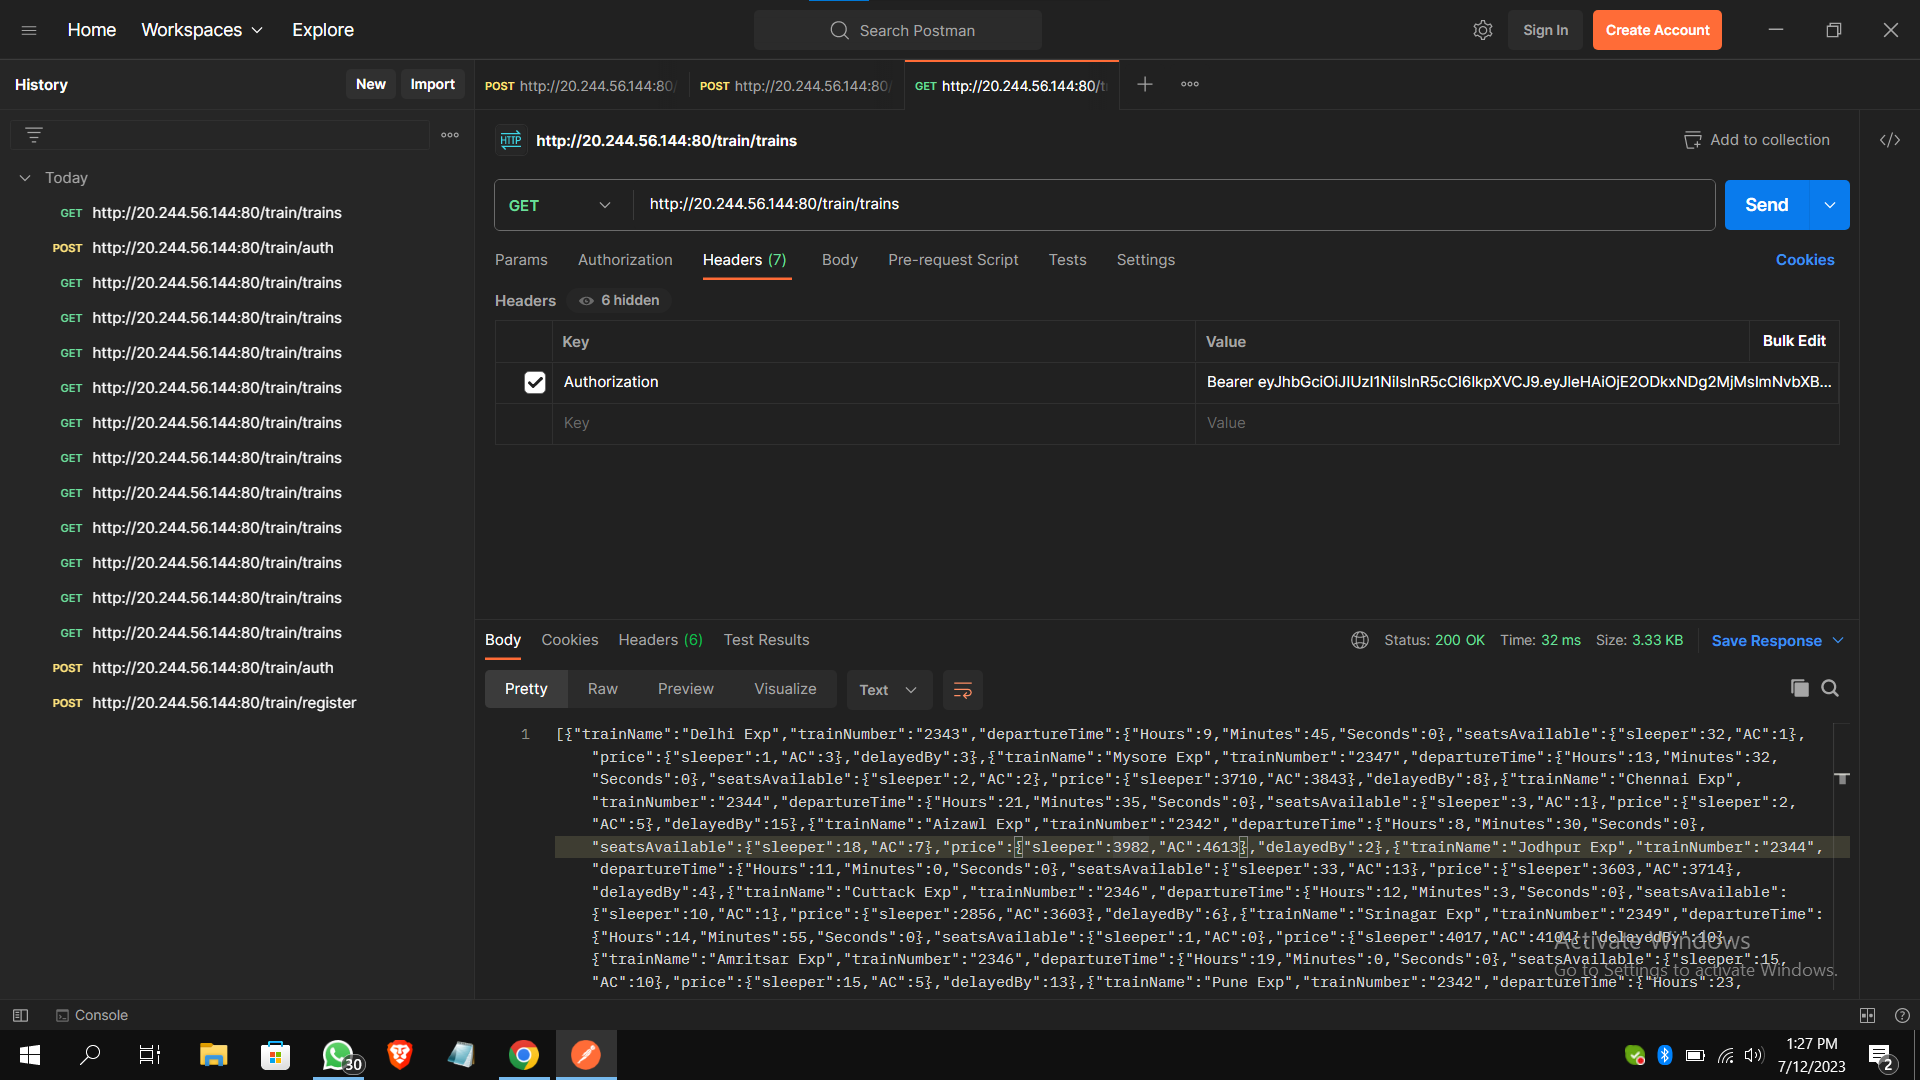 Home Workspaces Explore
Search Postman
Sign In Create Account
History New Import
POST http://20.244.56.144:80/
POST http://20.244.56.144:80/
GET http://20.244.56.144:80/t
HTTP http://20.244.56.144:80/train/trains
Add to collection
Today
GET http://20.244.56.144:80/train/trains
POST http://20.244.56.144:80/train/auth
GET http://20.244.56.144:80/train/trains
GET http://20.244.56.144:80/train/trains
GET http://20.244.56.144:80/train/trains
GET http://20.244.56.144:80/train/trains
GET http://20.244.56.144:80/train/trains
GET http://20.244.56.144:80/train/trains
GET http://20.244.56.144:80/train/trains
GET http://20.244.56.144:80/train/trains
GET http://20.244.56.144:80/train/trains
GET http://20.244.56.144:80/train/trains
GET http://20.244.56.144:80/train/trains
POST http://20.244.56.144:80/train/auth
POST http://20.244.56.144:80/train/register
GET http://20.244.56.144:80/train/trains Send
Params Authorization Headers (7) Body Pre-request Script Tests Settings Cookies
Headers 6 hidden
Key Value Bulk Edit
Authorization Bearer eyJhbGciOiJIUzI1NiIsInR5cCI6IkpXVCJ9.eyJleHAiOjE2ODkxNDg2MjMsImNvbXB...
Key Value
Body Cookies Headers (6) Test Results Status: 200 OK Time: 32 ms Size: 3.33 KB Save Response
Pretty Raw Preview Visualize Text
1 [{"trainName":"Delhi Exp","trainNumber":"2343","departureTime":{"Hours":9,"Minutes":45,"Seconds":0},"seatsAvailable":{"sleeper":32,"AC":1},
"price":{"sleeper":1,"AC":3},"delayedBy":3},{"trainName":"Mysore Exp","trainNumber":"2347","departureTime":{"Hours":13,"Minutes":32,
"Seconds":0},"seatsAvailable":{"sleeper":2,"AC":2},"price":{"sleeper":3710,"AC":3843},"delayedBy":8},{"trainName":"Chennai Exp",
"trainNumber":"2344","departureTime":{"Hours":21,"Minutes":35,"Seconds":0},"seatsAvailable":{"sleeper":3,"AC":1},"price":{"sleeper":2,
"AC":5},"delayedBy":15},{"trainName":"Aizawl Exp","trainNumber":"2342","departureTime":{"Hours":8,"Minutes":30,"Seconds":0},
"seatsAvailable":{"sleeper":18,"AC":7},"price":{"sleeper":3982,"AC":4613},"delayedBy":2},{"trainName":"Jodhpur Exp","trainNumber":"2344",
"departureTime":{"Hours":11,"Minutes":0,"Seconds":0},"seatsAvailable":{"sleeper":33,"AC":13},"price":{"sleeper":3603,"AC":3714},
"delayedBy":4},{"trainName":"Cuttack Exp","trainNumber":"2346","departureTime":{"Hours":12,"Minutes":3,"Seconds":0},"seatsAvailable":
{"sleeper":10,"AC":1},"price":{"sleeper":2856,"AC":3603},"delayedBy":6},{"trainName":"Srinagar Exp","trainNumber":"2349","departureTime":
{"Hours":14,"Minutes":55,"Seconds":0},"seatsAvailable":{"sleeper":1,"AC":0},"price":{"sleeper":4017,"AC":4104},"delayedBy":10},
{"trainName":"Amritsar Exp","trainNumber":"2346","departureTime":{"Hours":19,"Minutes":0,"Seconds":0},"seatsAvailable":{"sleeper":15,
"AC":10},"price":{"sleeper":15,"AC":5},"delayedBy":13},{"trainName":"Pune Exp","trainNumber":"2342","departureTime":{"Hours":23,
Activate Windows
Go to Settings to activate Windows.
Console
30
1:27 PM
7/12/2023
2